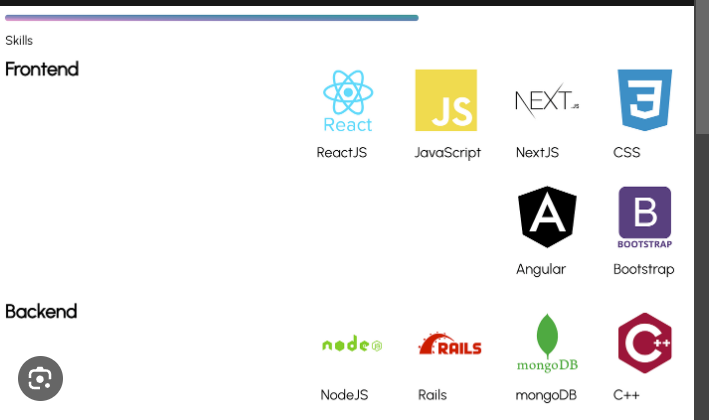 Skills
Frontend
React
JS
NEXT.JS
3
ReactJS
JavaScript
NextJS
CSS
A
B
BOOTSTRAP
Angular
Bootstrap
Backend
node JS
RAILS
mongoDB
C++
NodeJS
Rails
mongoDB
C++